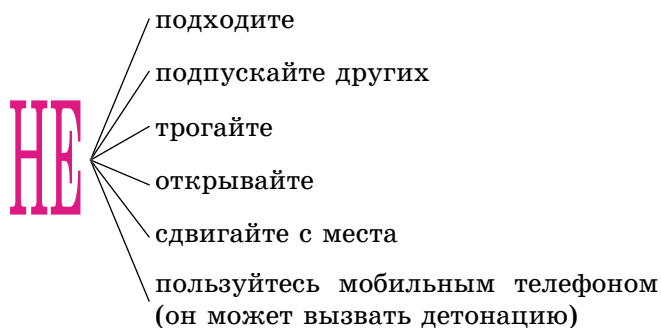 подходите
подпускайте других
НЕ
трогайте
открывайте
сдвигайте с места
пользуйтесь мобильным телефоном
(он может вызвать детонацию)